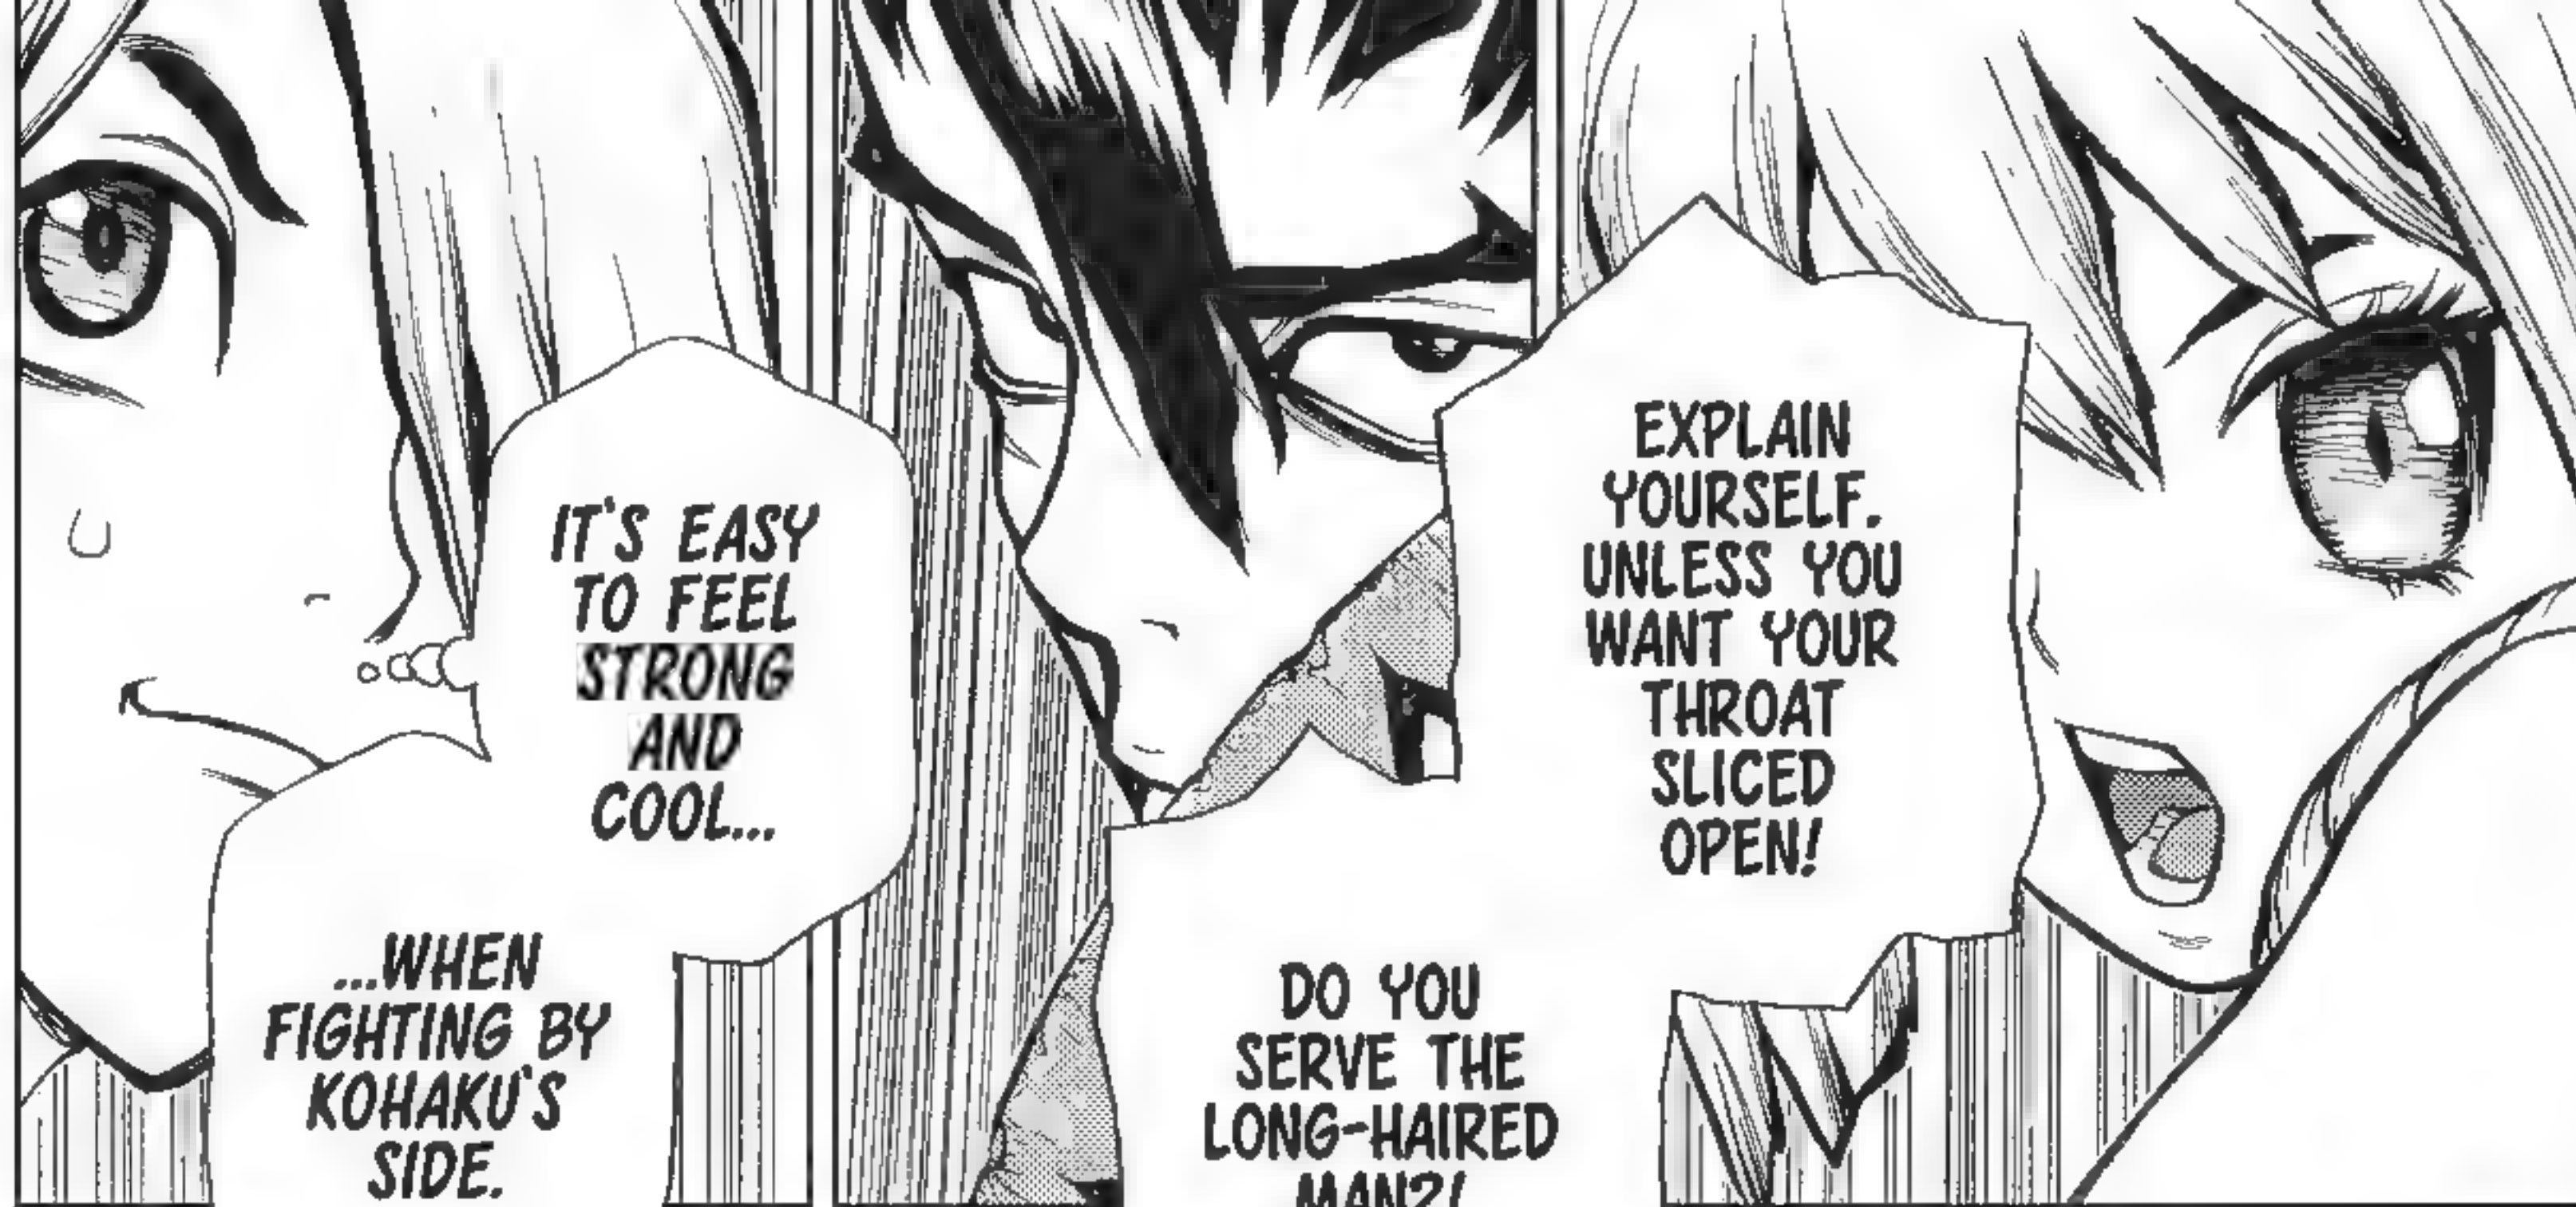 EXPLAIN
YOURSELF.
UNLESS YOU
WANT YOUR
THROAT
SLICED
OPEN!
DO YOU
SERVE THE
LONG-HAIRED
MAN?!
IT'S EASY
TO FEEL
STRONG
AND
COOL...
...WHEN
FIGHTING BY
KOHAKU'S
SIDE.